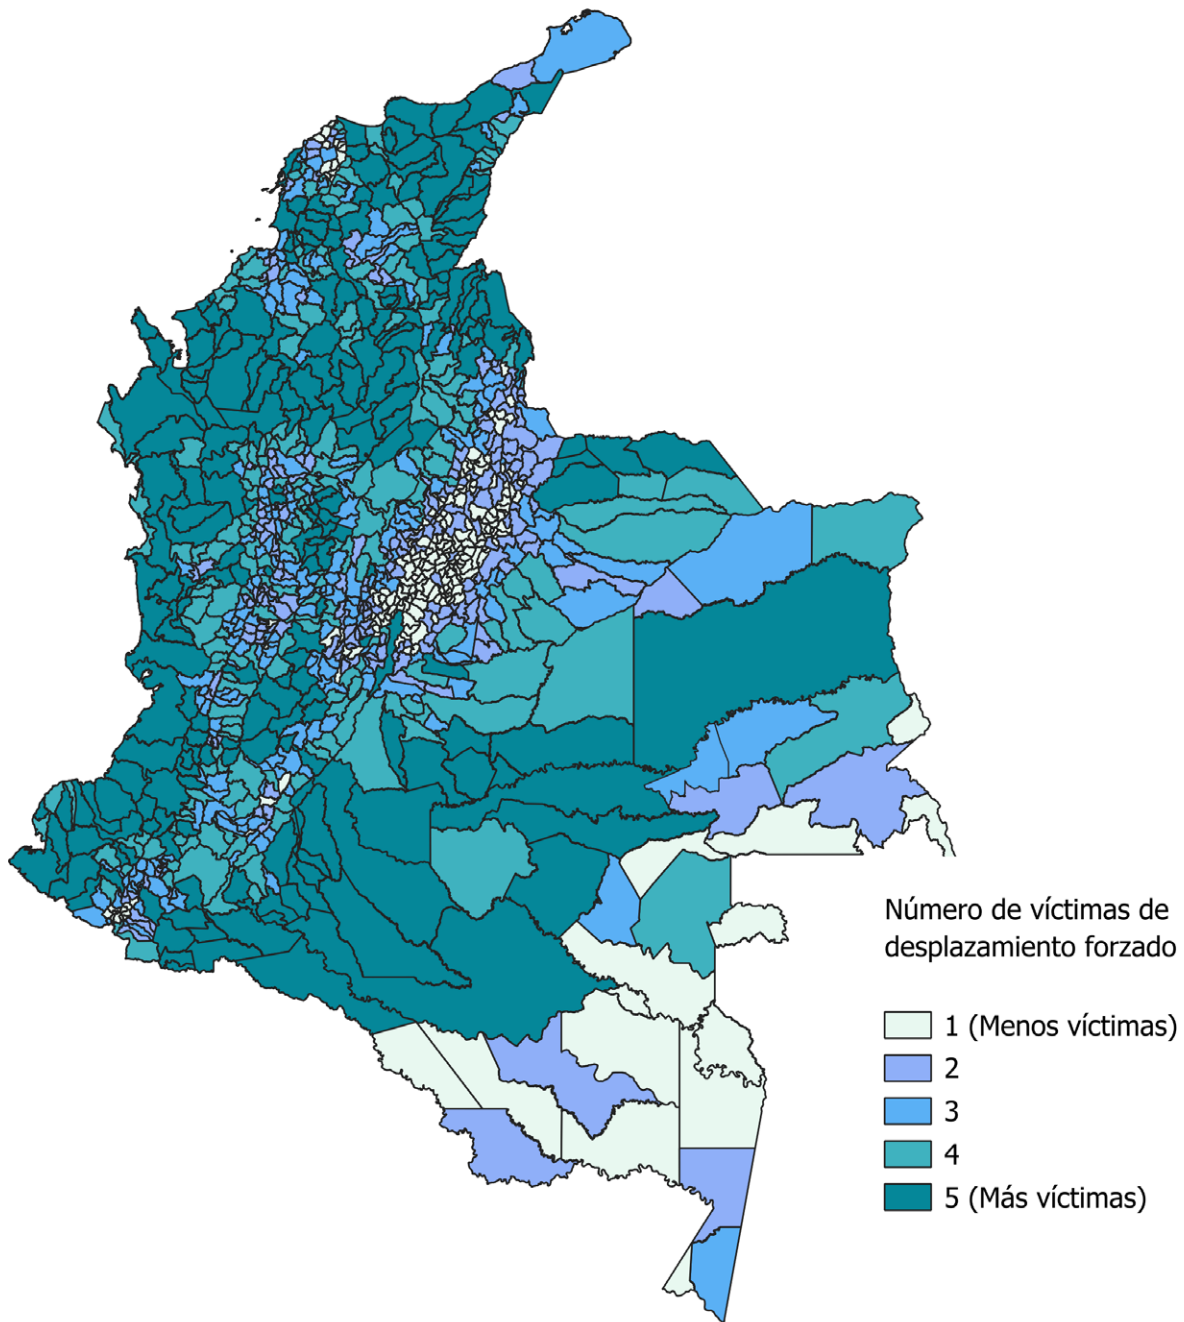 Número de víctimas de
desplazamiento forzado
1 (Menos víctimas)
2
3
4
5 (Más víctimas)